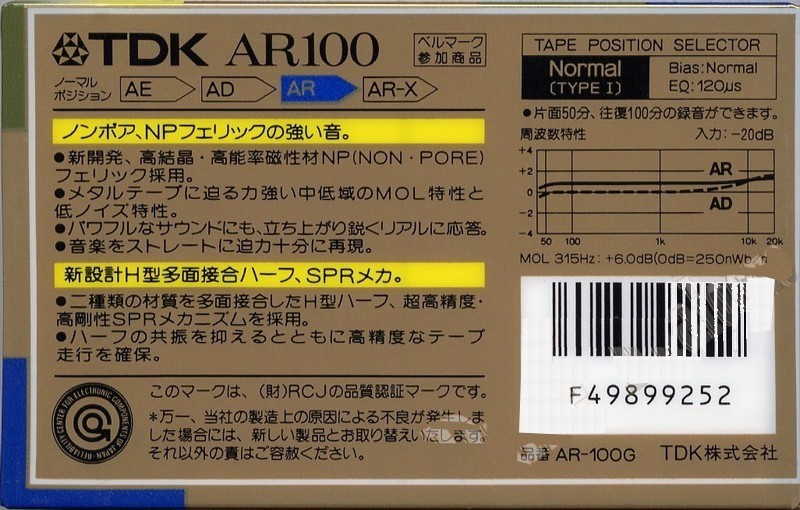 TDK AR100
ベルマーク
参加商品
ノーマル
ポジション
AE AD AR AR-X
ノンポア、NPフェリックの強い音。
●新開発、高結晶・高能率磁性材NP(NON・PORE)
フェリック採用。
●メタルテープに迫る力強い中低域のMOL特性と
低ノイズ特性。
●パワフルなサウンドにも、立ち上がり鋭くリアルに応答。
●音楽をストレートに迫力十分に再現。
新設計H型多面接合ハーフ、SPRメカ。
●二種類の材質を多面接合したH型ハーフ、超高精度・
高剛性SPRメカニズムを採用。
●ハーフの共振を抑えるとともに高精度なテープ
走行を確保。
RELIABILITY CENTER FOR ELECTRONIC COMPONENTS OF JAPAN
このマークは、(財)RCJの品質認証マークです。
*万一、当社の製造上の原因による不良が発生しま
した場合には、新しい製品とお取り替えいたします。
それ以外の責はご容赦ください。
TAPE POSITION SELECTOR
Normal
(TYPE I)
Bias:Normal
EQ:120μs
●片面50分、往復100分の録音ができます。
周波数特性 入力:-20dB
+4
+2
0
-2
-4
AR
AD
50 100 1k 10k 20k
MOL 315Hz: +6.0dB(0dB=250nWb
F49899252
品番 AR-100G TDK株式会社